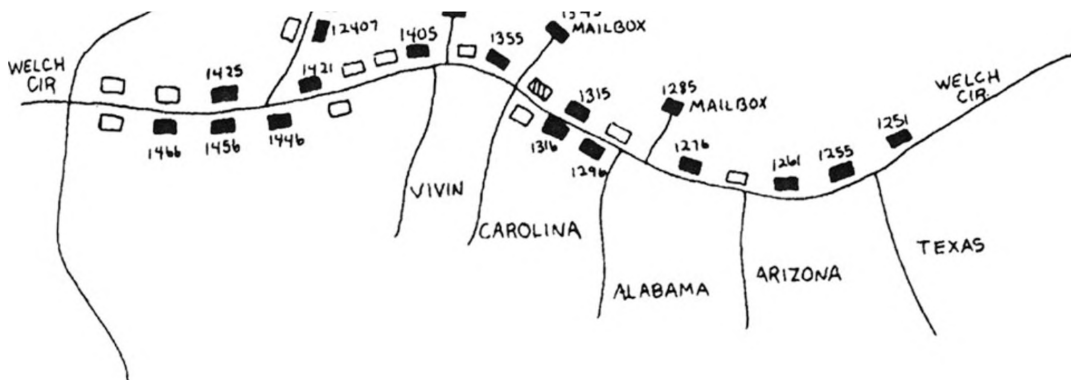 12407
1405
1355
MAILBOX
WELCH
CIR
1425
1421
1315
1285
MAILBOX
WELCH
CIR.
1466
1456
1446
1316
1296
1276
1261
1255
1251
VIVIN
CAROLINA
ALABAMA
ARIZONA
TEXAS